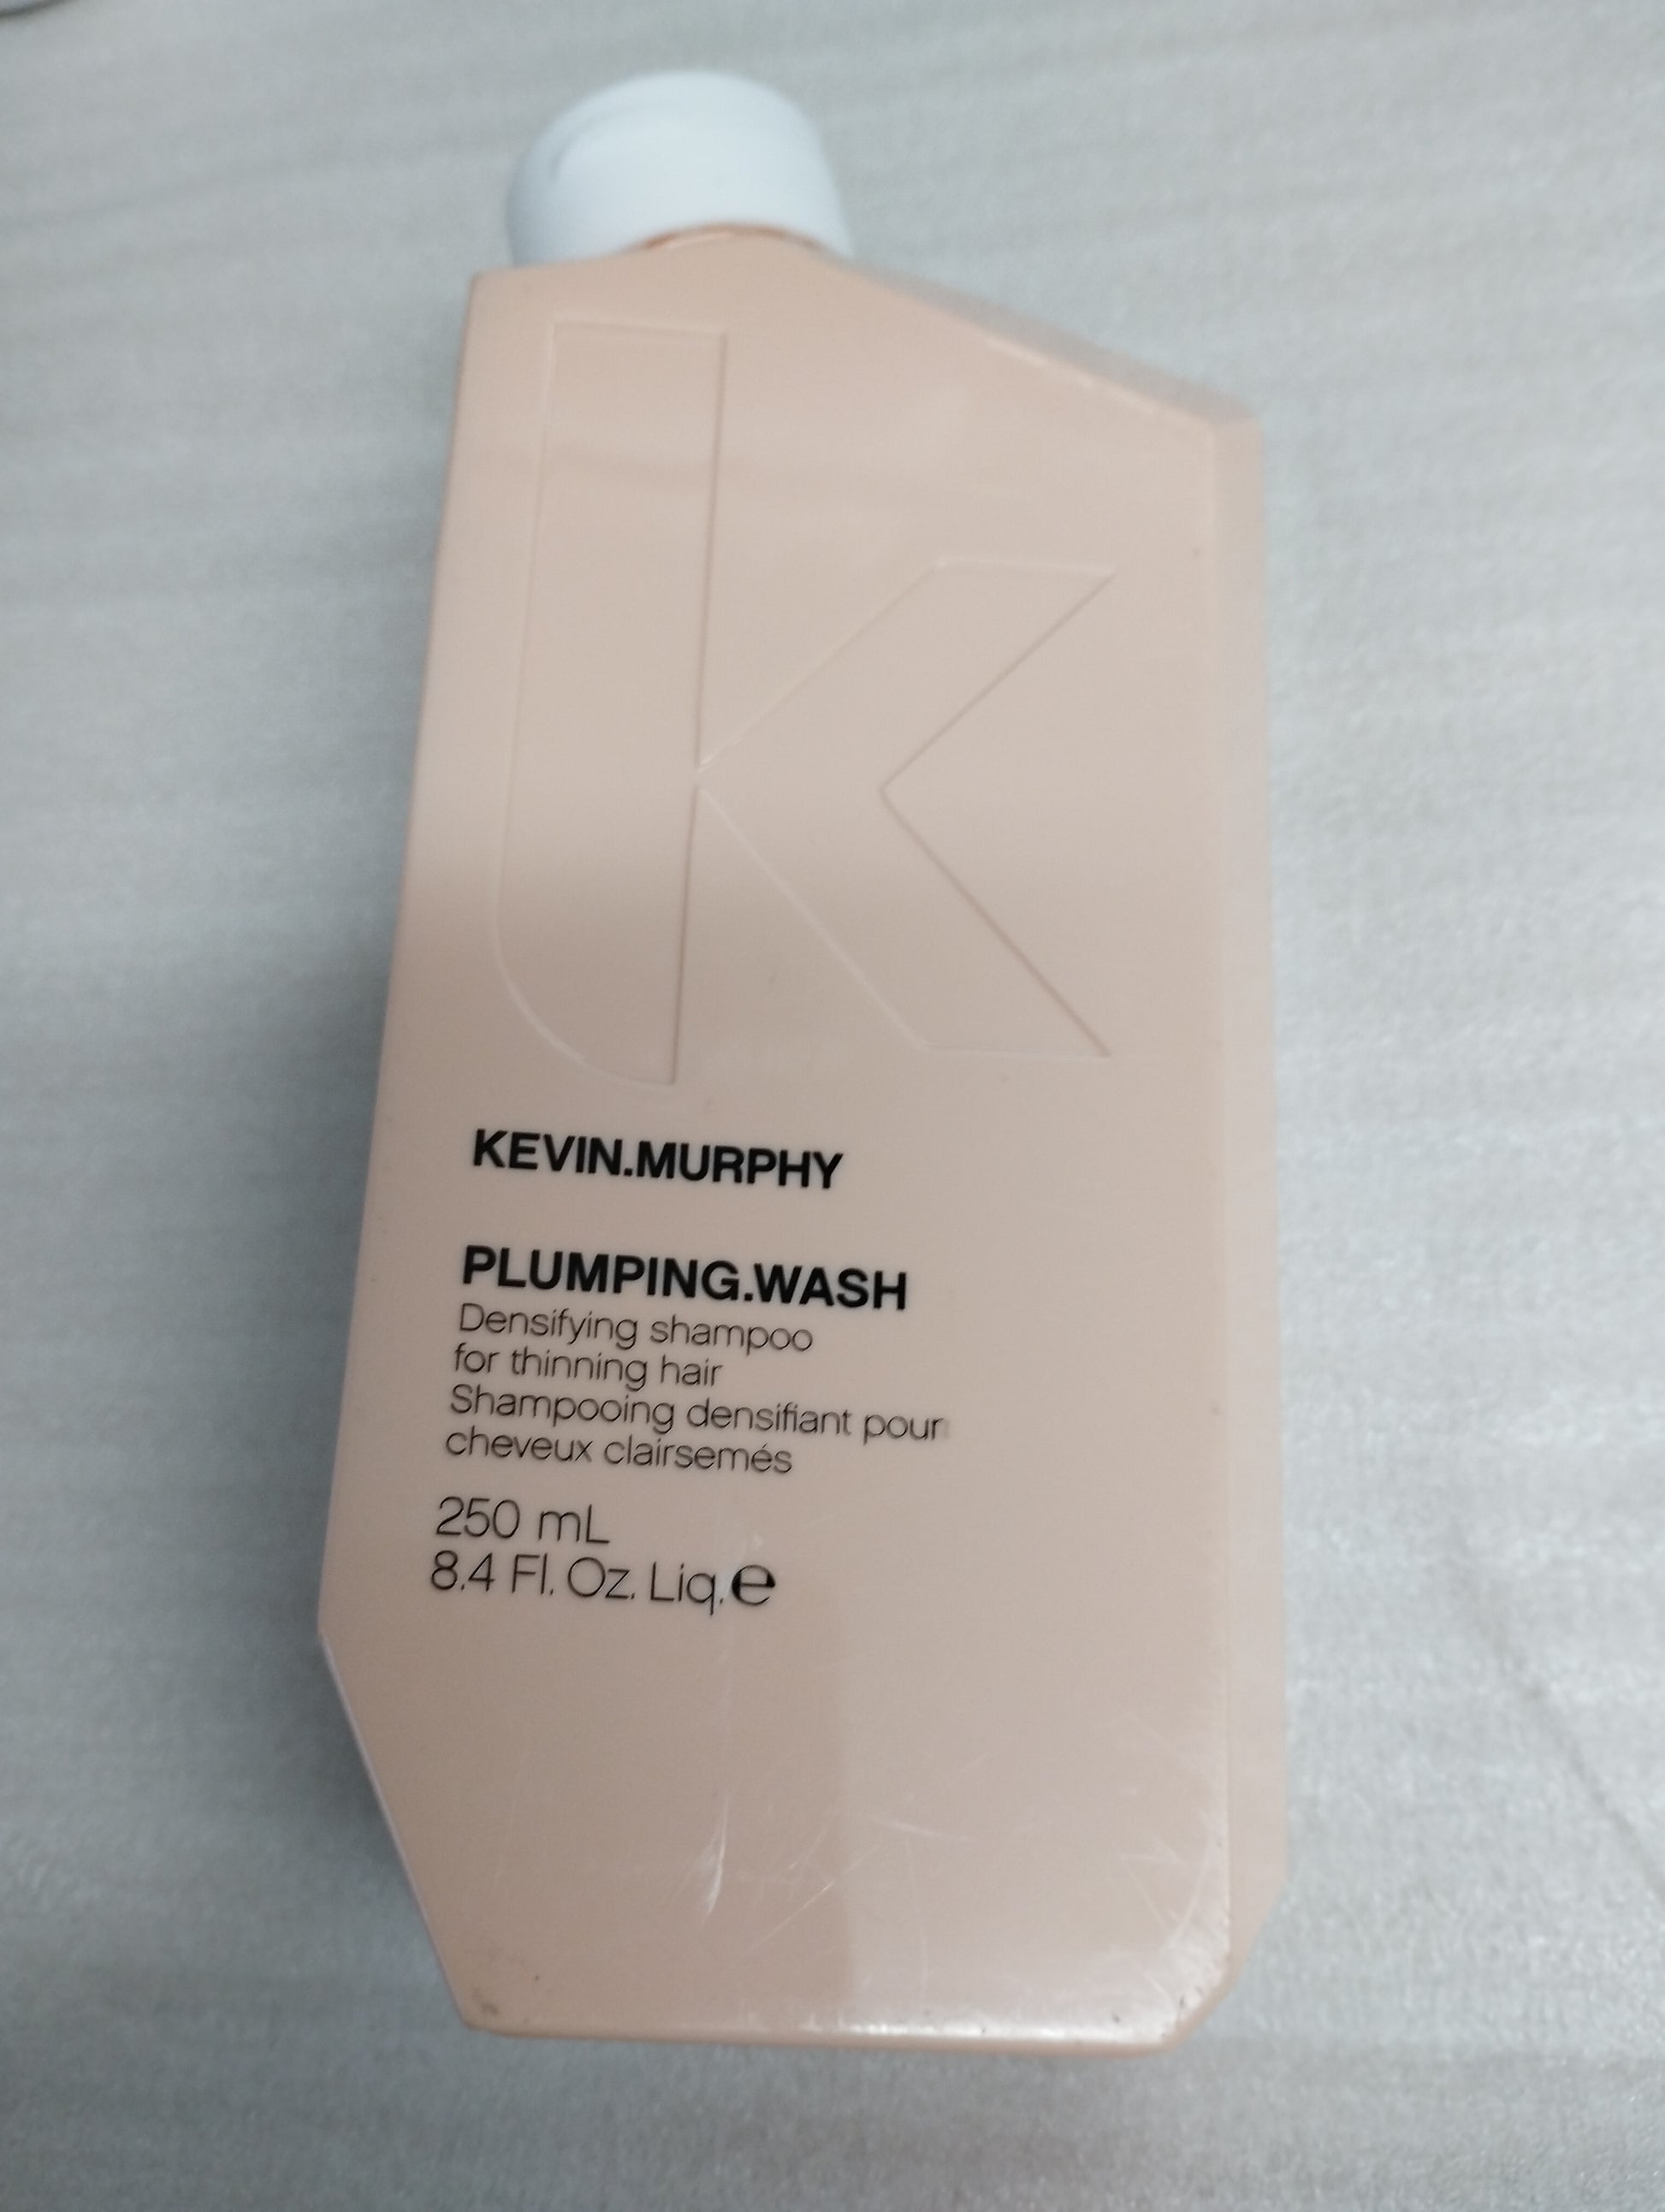 K
KEVIN.MURPHY
PLUMPING.WASH
Densifying shampoo
for thinning hair
Shampooing densifiant pour
cheveux clairsemés
250 mL
8.4 Fl. Oz. Liq. ℮